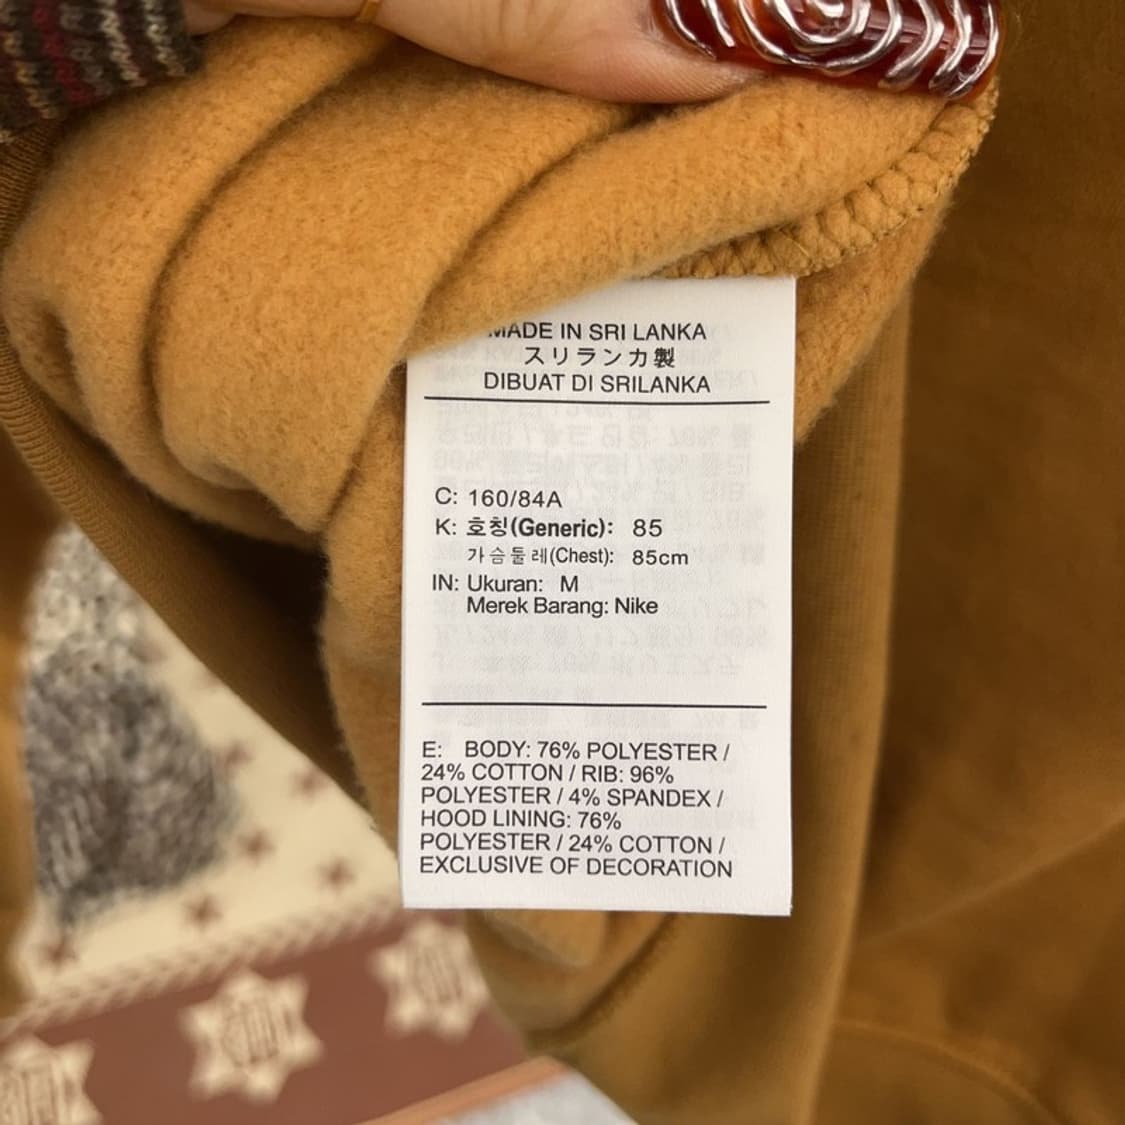 MADE IN SRI LANKA
スリランカ製
DIBUAT DI SRILANKA
C: 160/84A
K: 호칭(Generic): 85
가슴둘레(Chest): 85cm
IN: Ukuran: M
Merek Barang: Nike
E: BODY: 76% POLYESTER /
24% COTTON / RIB: 96%
POLYESTER / 4% SPANDEX /
HOOD LINING: 76%
POLYESTER / 24% COTTON /
EXCLUSIVE OF DECORATION